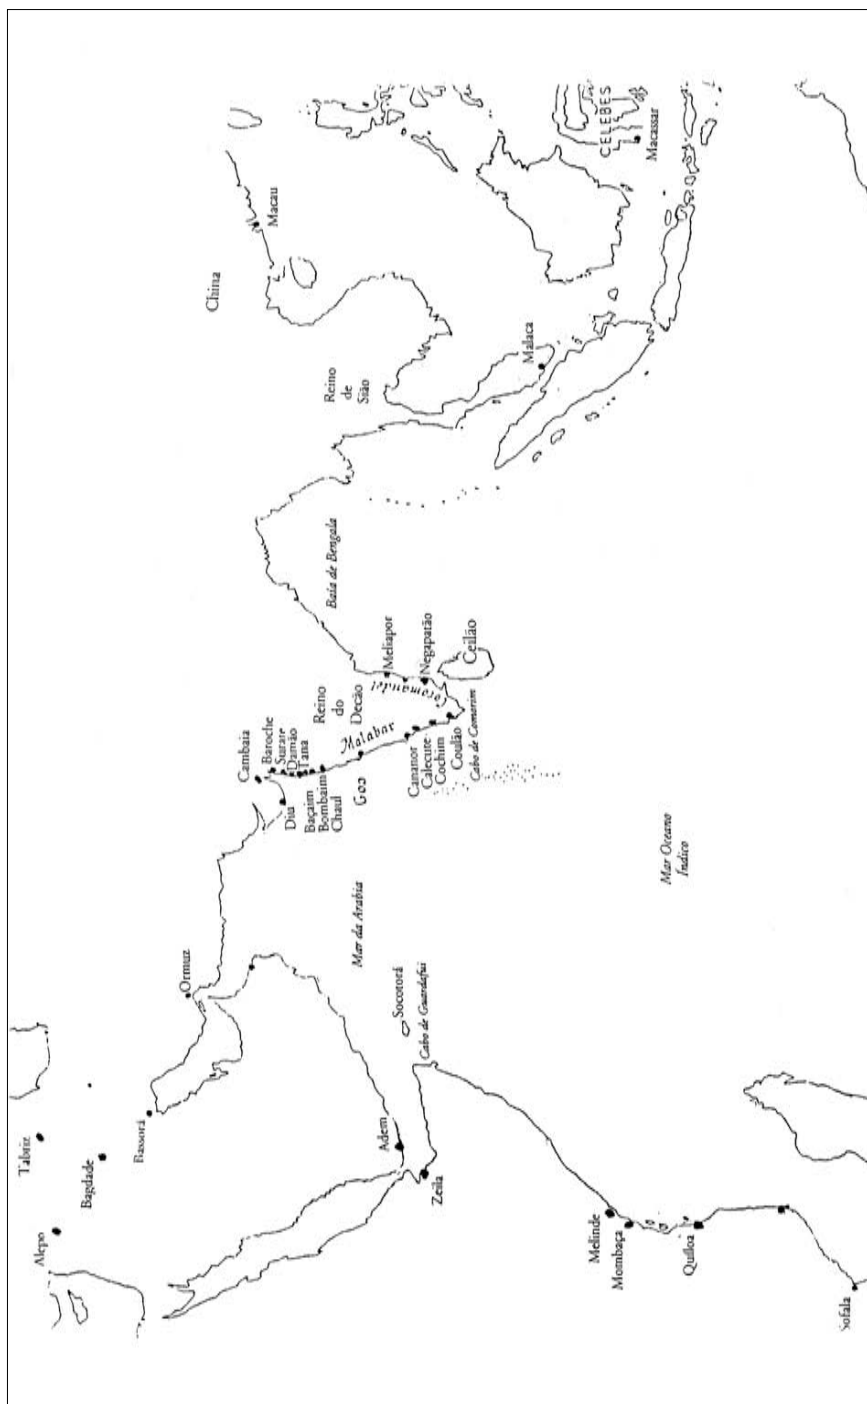 Alepo
Tabriz
Bagdade
Bassorá
Ormuz
Adem
Zeila
Socotorá
Cabo de Guardafui
Melinde
Mombaça
Quiloa
Sofala
Mar da Arabia
Mar Oceano
Índico
Cambaia
Diu
Baroche
Surate
Damão
Tana
Baçaim
Bombaim
Chaul
Goa
Malabar
Reino
do
Decão
Cananor
Calecute
Cochim
Coulão
Cabo de Comorim
Coromandel
Meliapor
Negapatão
Ceilão
Baía de Bengala
Reino
de
Sião
China
Macau
Malaca
CELEBES
Macassar